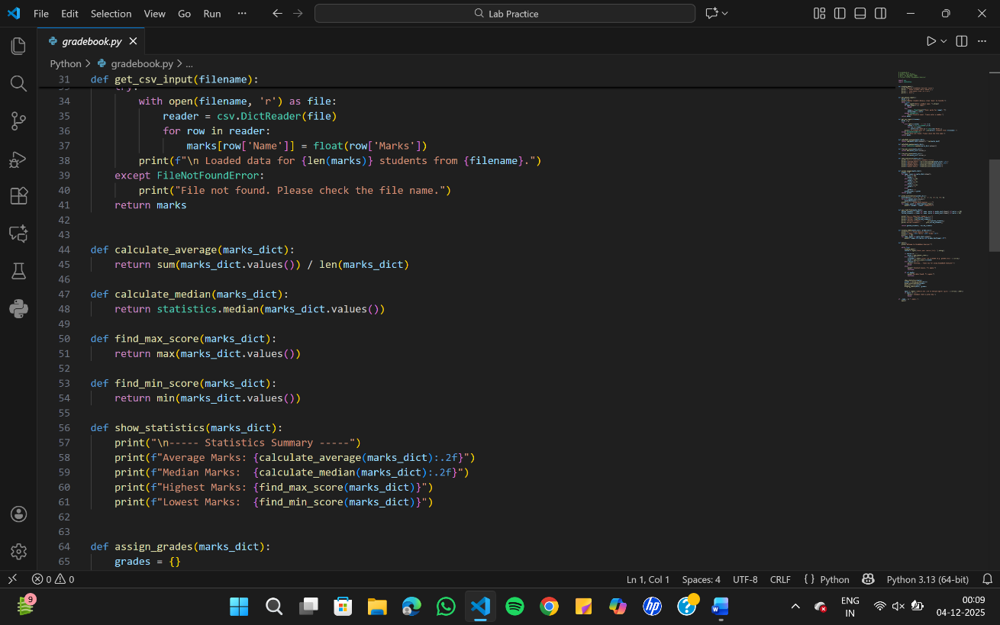 File Edit Selection View Go Run ··· Lab Practice
gradebook.py
Python > gradebook.py > ...
31 def get_csv_input(filename):
34 with open(filename, 'r') as file:
35 reader = csv.DictReader(file)
36 for row in reader:
37 marks[row['Name']] = float(row['Marks'])
38 print(f"\n Loaded data for {len(marks)} students from {filename}.")
39 except FileNotFoundError:
40 print("File not found. Please check the file name.")
41 return marks
42
43
44 def calculate_average(marks_dict):
45 return sum(marks_dict.values()) / len(marks_dict)
46
47 def calculate_median(marks_dict):
48 return statistics.median(marks_dict.values())
49
50 def find_max_score(marks_dict):
51 return max(marks_dict.values())
52
53 def find_min_score(marks_dict):
54 return min(marks_dict.values())
55
56 def show_statistics(marks_dict):
57 print("\n----- Statistics Summary -----")
58 print(f"Average Marks: {calculate_average(marks_dict):.2f}")
59 print(f"Median Marks:  {calculate_median(marks_dict):.2f}")
60 print(f"Highest Marks: {find_max_score(marks_dict)}")
61 print(f"Lowest Marks:  {find_min_score(marks_dict)}")
62
63
64 def assign_grades(marks_dict):
65 grades = {}
0 0 Ln 1, Col 1 Spaces: 4 UTF-8 CRLF { } Python Python 3.13 (64-bit)
9
ENG
IN
00:09
04-12-2025